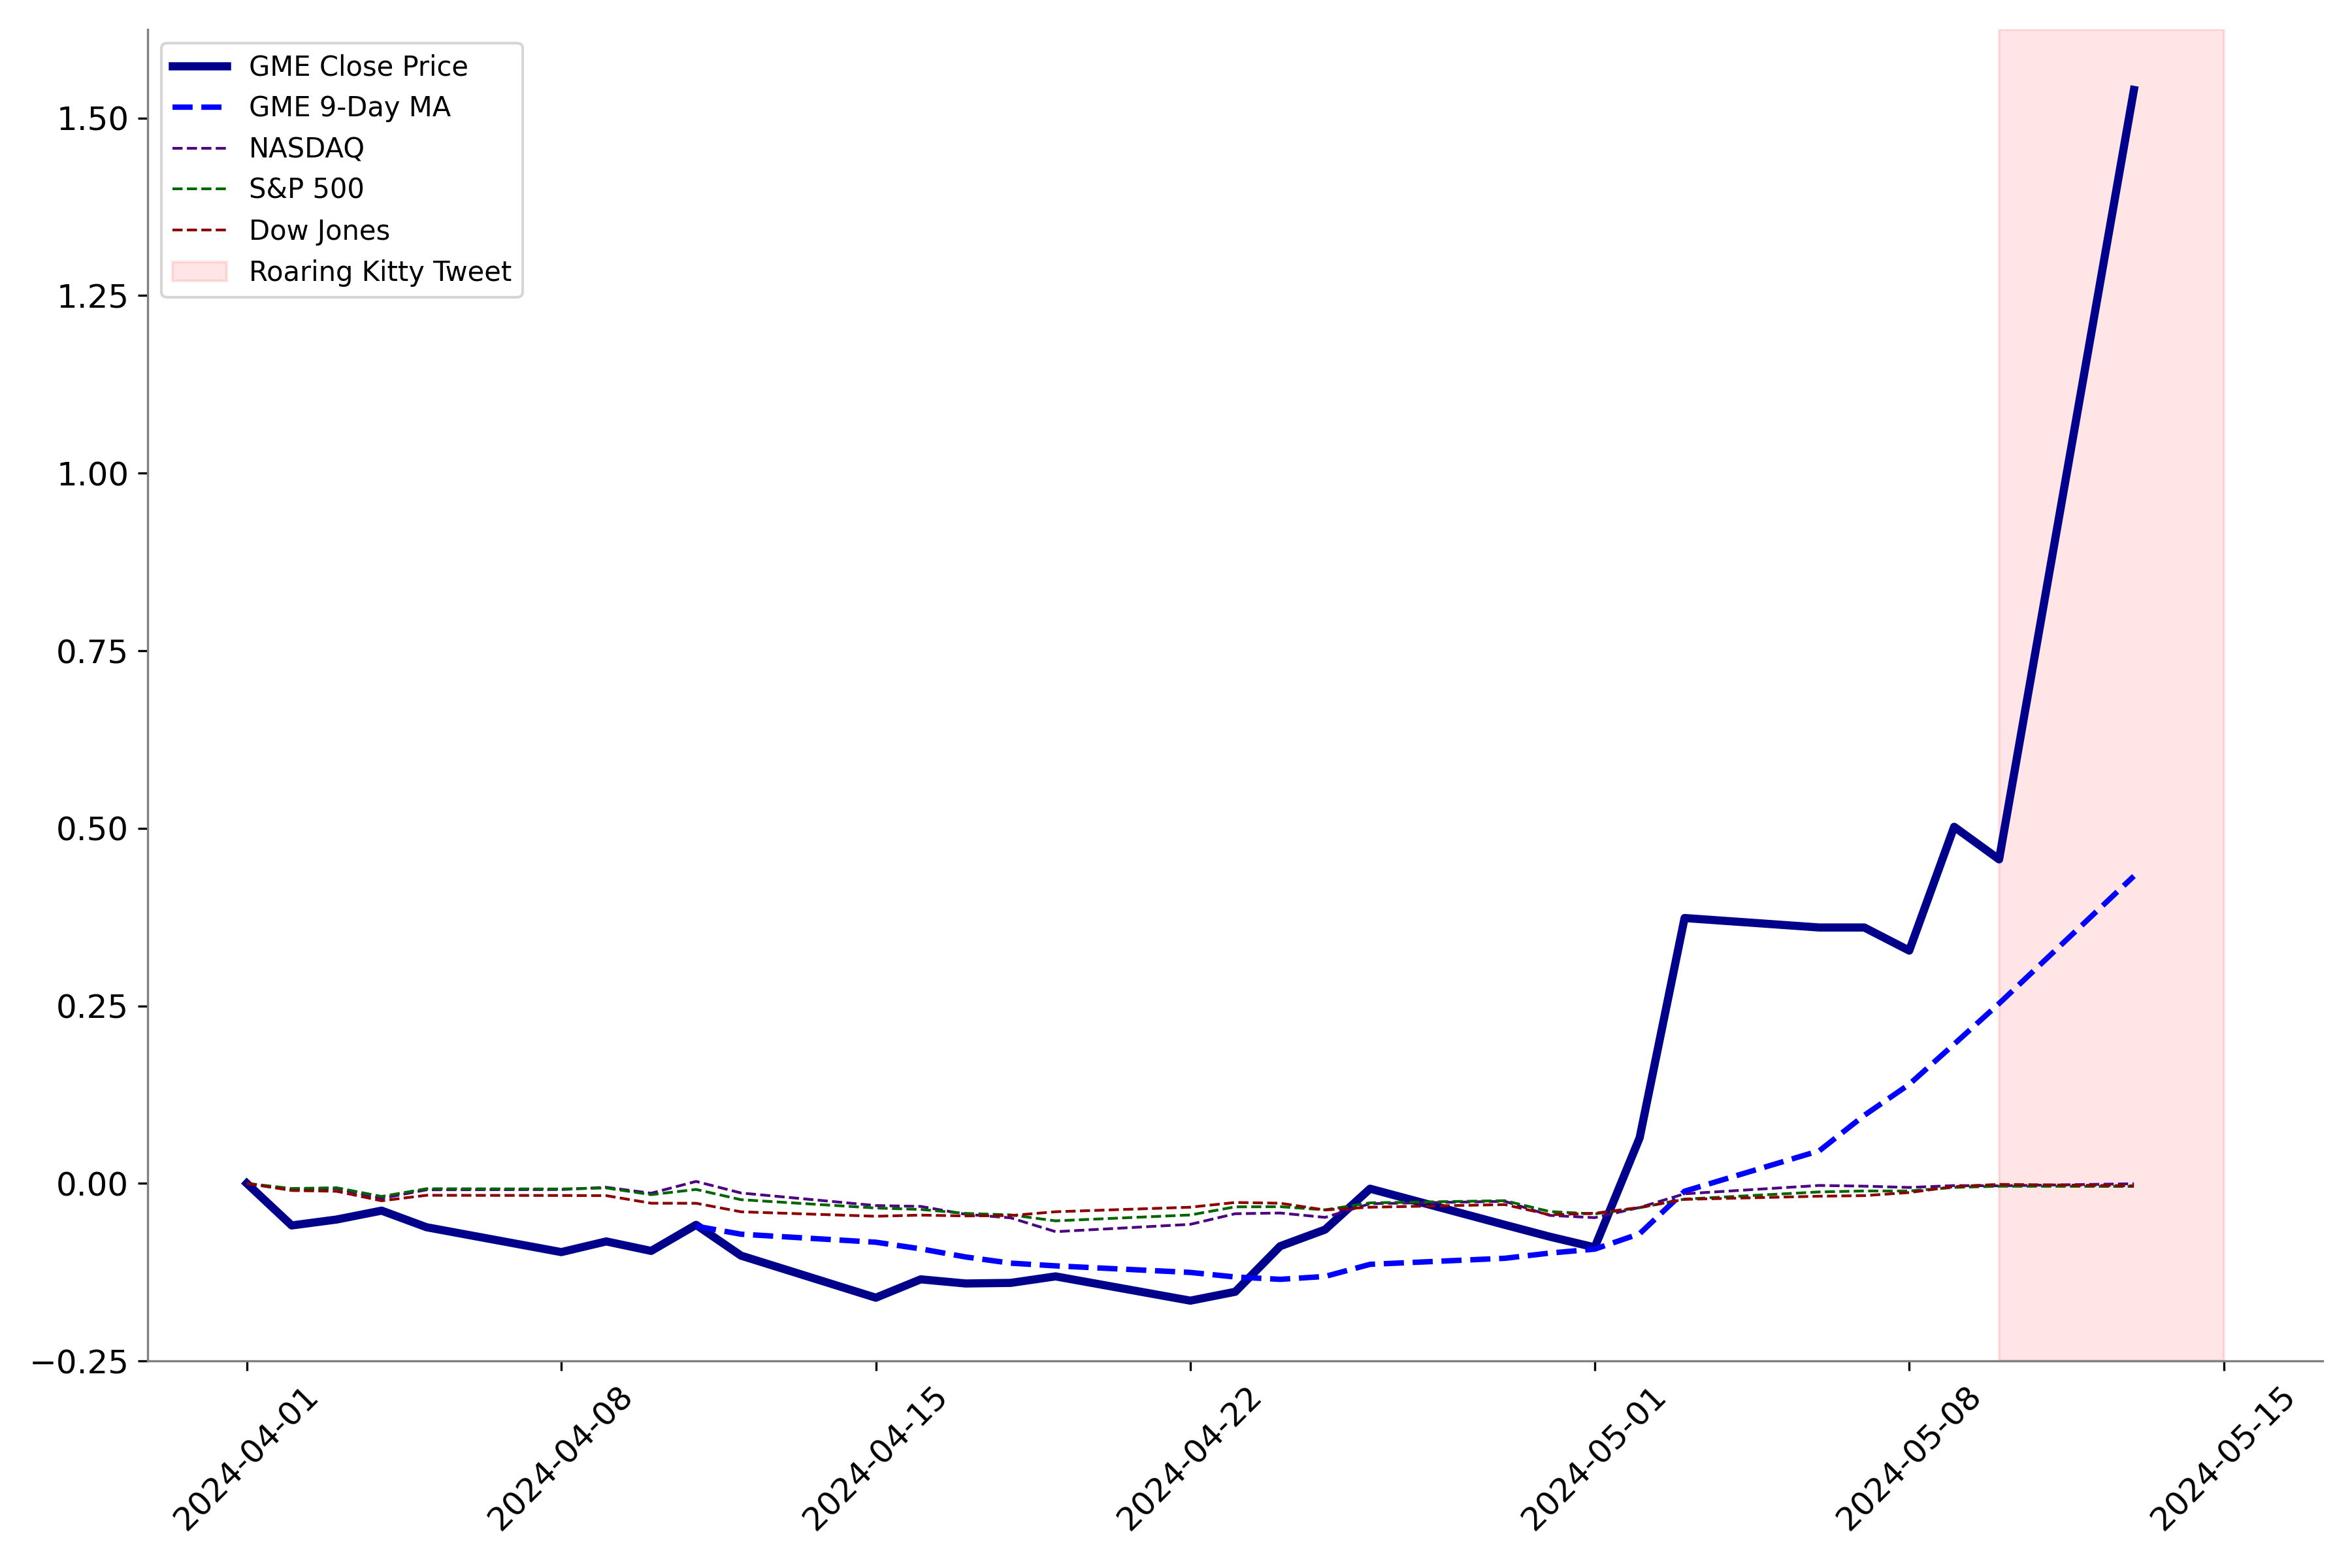 GME Close Price
GME 9-Day MA
NASDAQ
S&P 500
Dow Jones
Roaring Kitty Tweet
1.50
1.25
1.00
0.75
0.50
0.25
0.00
−0.25
2024-04-01
2024-04-08
2024-04-15
2024-04-22
2024-05-01
2024-05-08
2024-05-15